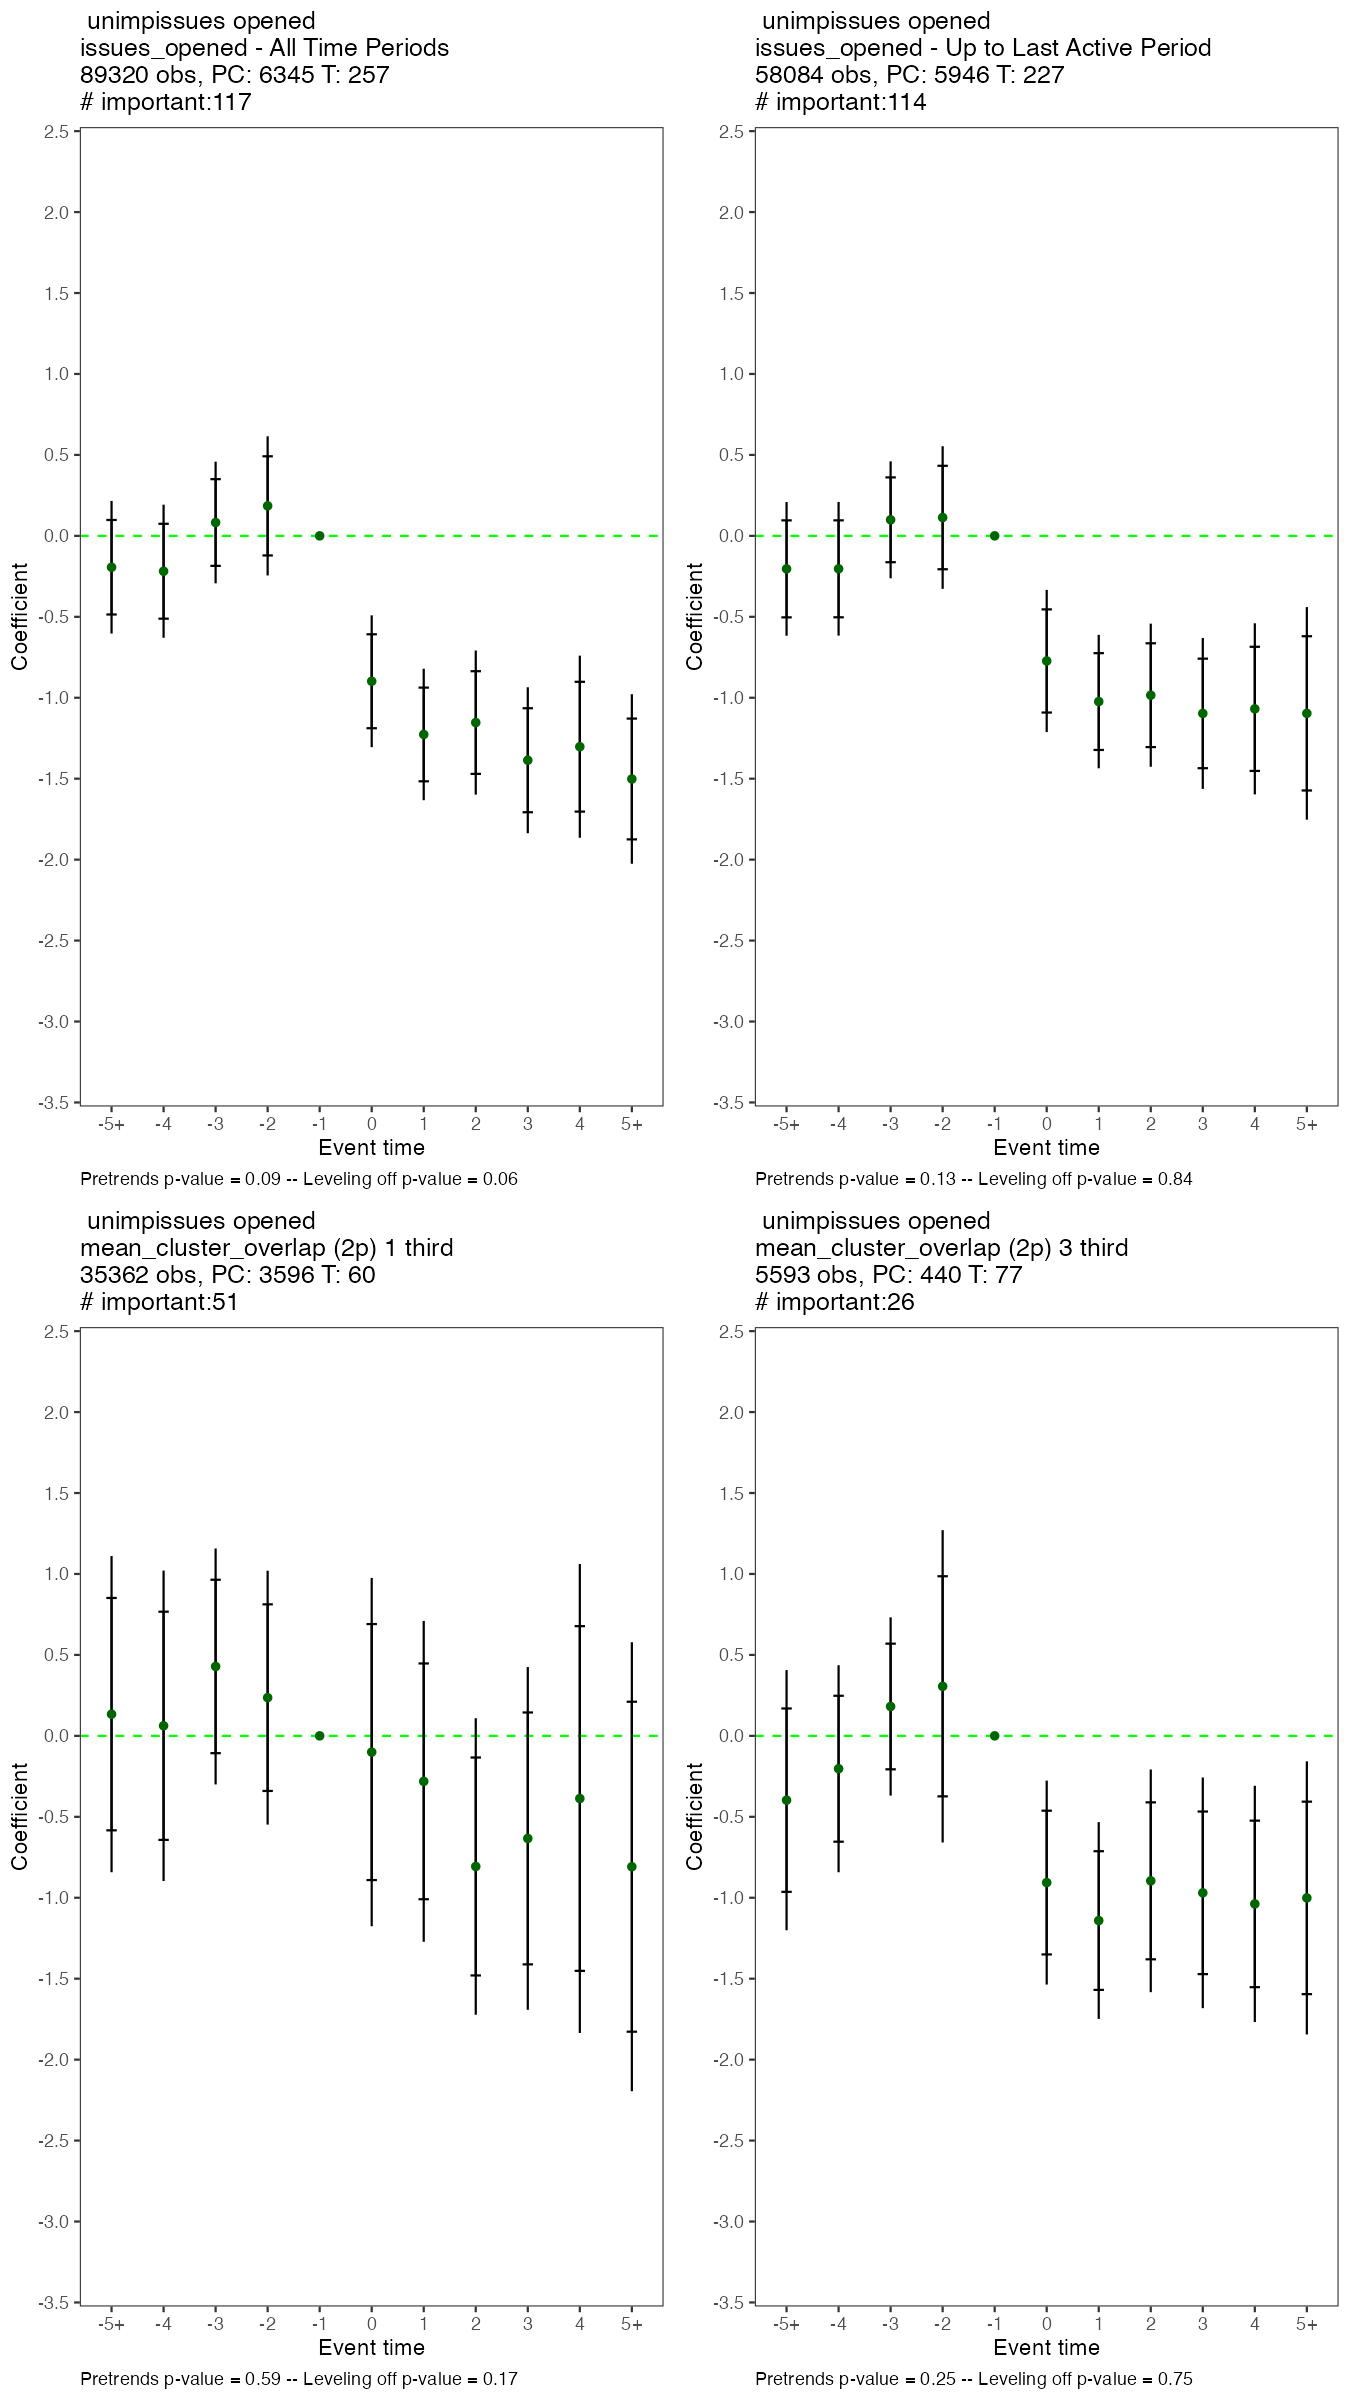 unimpissues opened
issues_opened - All Time Periods
89320 obs, PC: 6345 T: 257
# important:117
2.5
2.0
1.5
1.0
0.5
0.0
-0.5
-1.0
-1.5
-2.0
-2.5
-3.0
-3.5
Coefficient
-5+ -4 -3 -2 -1 0 1 2 3 4 5+
Event time
Pretrends p-value = 0.09 -- Leveling off p-value = 0.06
unimpissues opened
issues_opened - Up to Last Active Period
58084 obs, PC: 5946 T: 227
# important:114
2.5
2.0
1.5
1.0
0.5
0.0
-0.5
-1.0
-1.5
-2.0
-2.5
-3.0
-3.5
Coefficient
-5+ -4 -3 -2 -1 0 1 2 3 4 5+
Event time
Pretrends p-value = 0.13 -- Leveling off p-value = 0.84
unimpissues opened
mean_cluster_overlap (2p) 1 third
35362 obs, PC: 3596 T: 60
# important:51
2.5
2.0
1.5
1.0
0.5
0.0
-0.5
-1.0
-1.5
-2.0
-2.5
-3.0
-3.5
Coefficient
-5+ -4 -3 -2 -1 0 1 2 3 4 5+
Event time
Pretrends p-value = 0.59 -- Leveling off p-value = 0.17
unimpissues opened
mean_cluster_overlap (2p) 3 third
5593 obs, PC: 440 T: 77
# important:26
2.5
2.0
1.5
1.0
0.5
0.0
-0.5
-1.0
-1.5
-2.0
-2.5
-3.0
-3.5
Coefficient
-5+ -4 -3 -2 -1 0 1 2 3 4 5+
Event time
Pretrends p-value = 0.25 -- Leveling off p-value = 0.75